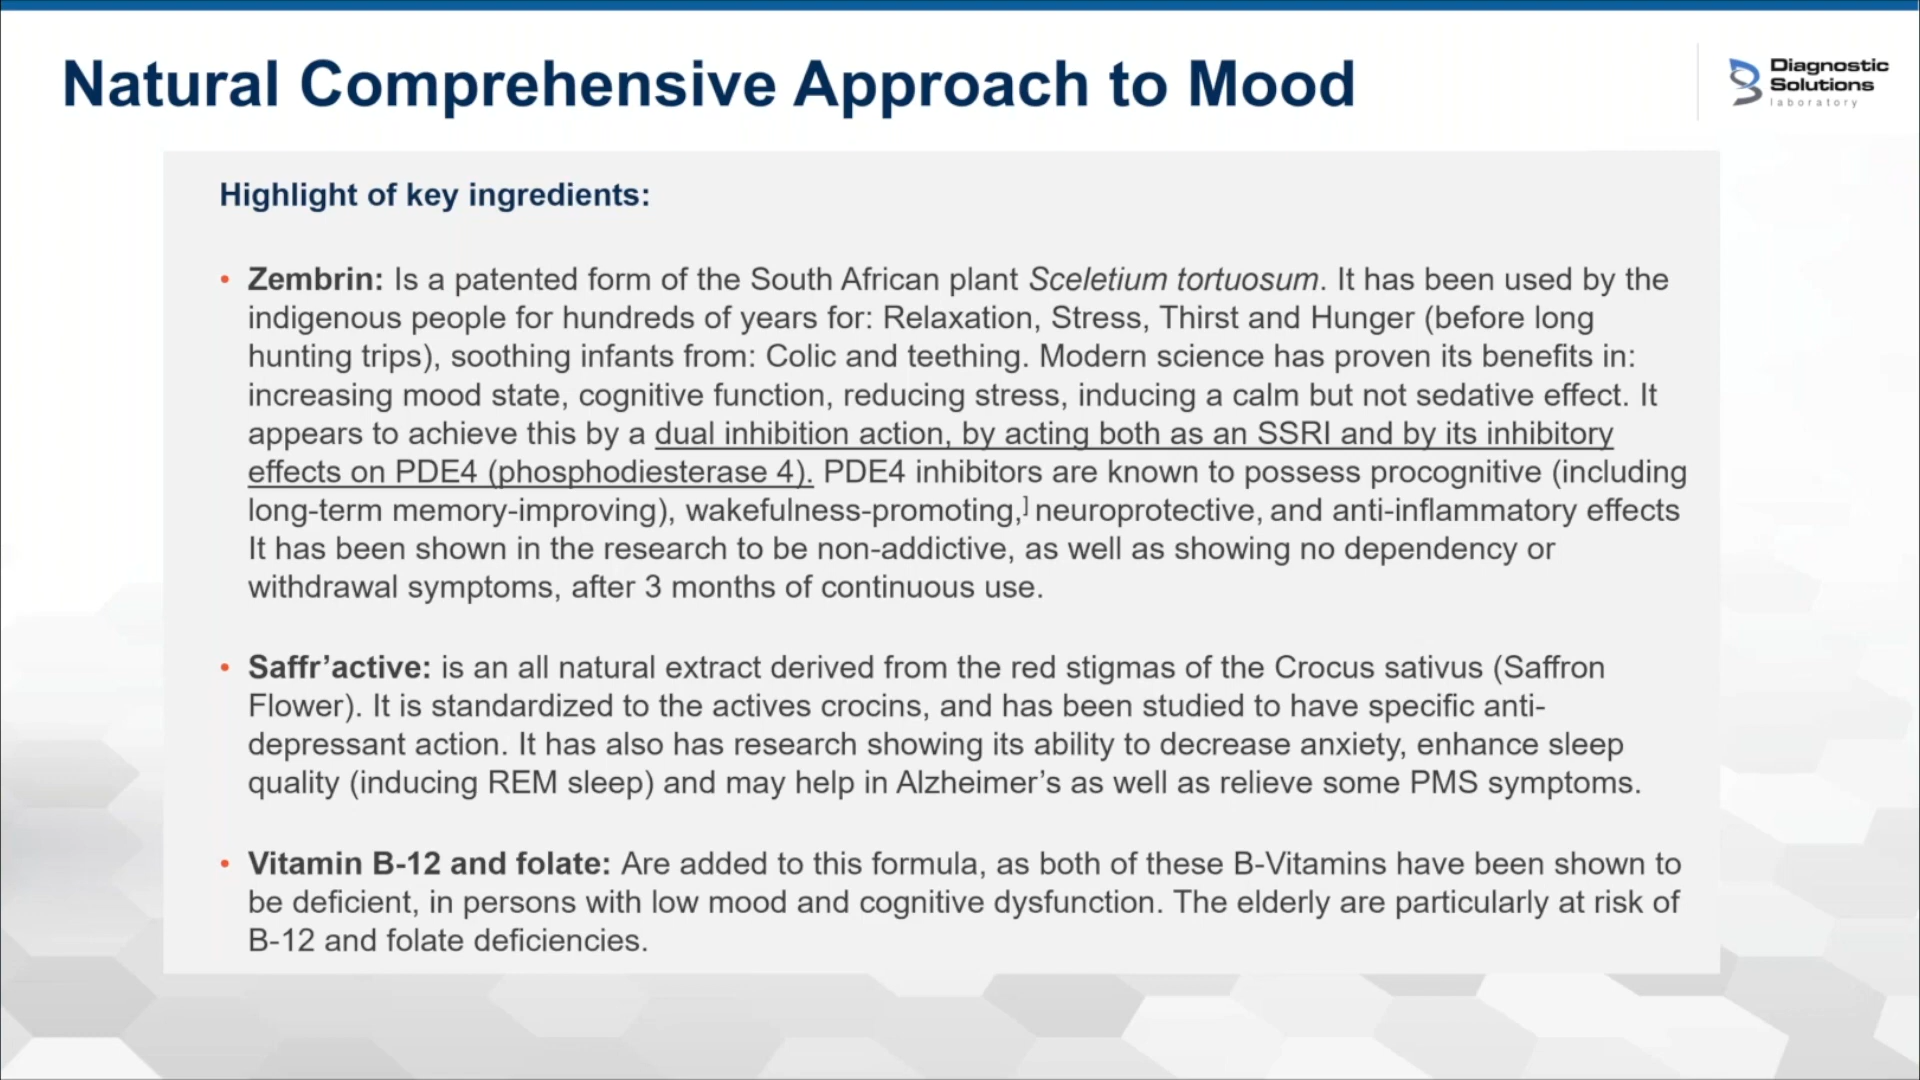 Natural Comprehensive Approach to Mood
Diagnostic
Solutions
laboratory
Highlight of key ingredients:
• Zembrin: Is a patented form of the South African plant Sceletium tortuosum. It has been used by the
indigenous people for hundreds of years for: Relaxation, Stress, Thirst and Hunger (before long
hunting trips), soothing infants from: Colic and teething. Modern science has proven its benefits in:
increasing mood state, cognitive function, reducing stress, inducing a calm but not sedative effect. It
appears to achieve this by a dual inhibition action, by acting both as an SSRI and by its inhibitory
effects on PDE4 (phosphodiesterase 4). PDE4 inhibitors are known to possess procognitive (including
long-term memory-improving), wakefulness-promoting,] neuroprotective, and anti-inflammatory effects
It has been shown in the research to be non-addictive, as well as showing no dependency or
withdrawal symptoms, after 3 months of continuous use.
• Saffr’active: is an all natural extract derived from the red stigmas of the Crocus sativus (Saffron
Flower). It is standardized to the actives crocins, and has been studied to have specific anti-
depressant action. It has also has research showing its ability to decrease anxiety, enhance sleep
quality (inducing REM sleep) and may help in Alzheimer’s as well as relieve some PMS symptoms.
• Vitamin B-12 and folate: Are added to this formula, as both of these B-Vitamins have been shown to
be deficient, in persons with low mood and cognitive dysfunction. The elderly are particularly at risk of
B-12 and folate deficiencies.